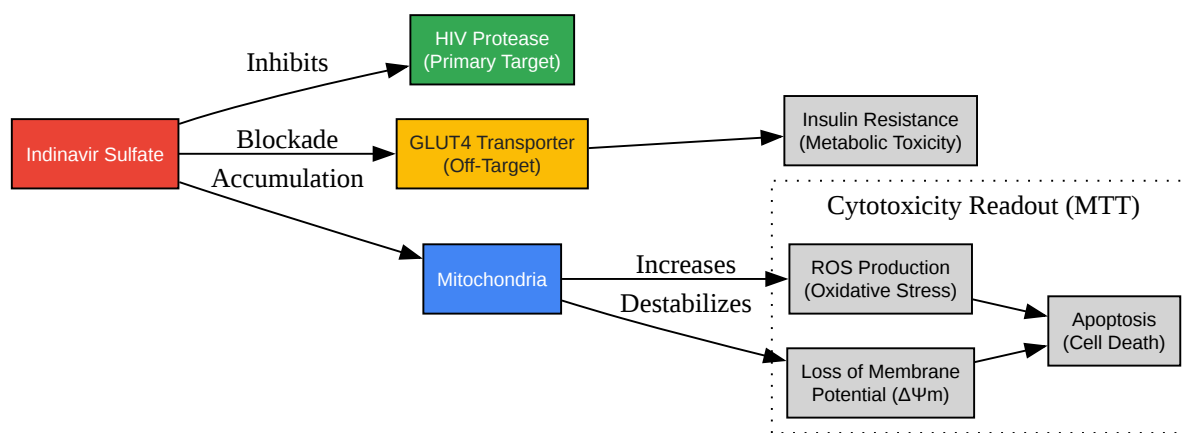 HIV Protease
(Primary Target)
Inhibits
Indinavir Sulfate
Blockade
GLUT4 Transporter
(Off-Target)
Insulin Resistance
(Metabolic Toxicity)
Accumulation
Cytotoxicity Readout (MTT)
Mitochondria
Increases
ROS Production
(Oxidative Stress)
Destabilizes
Loss of Membrane
Potential (ΔΨm)
Apoptosis
(Cell Death)